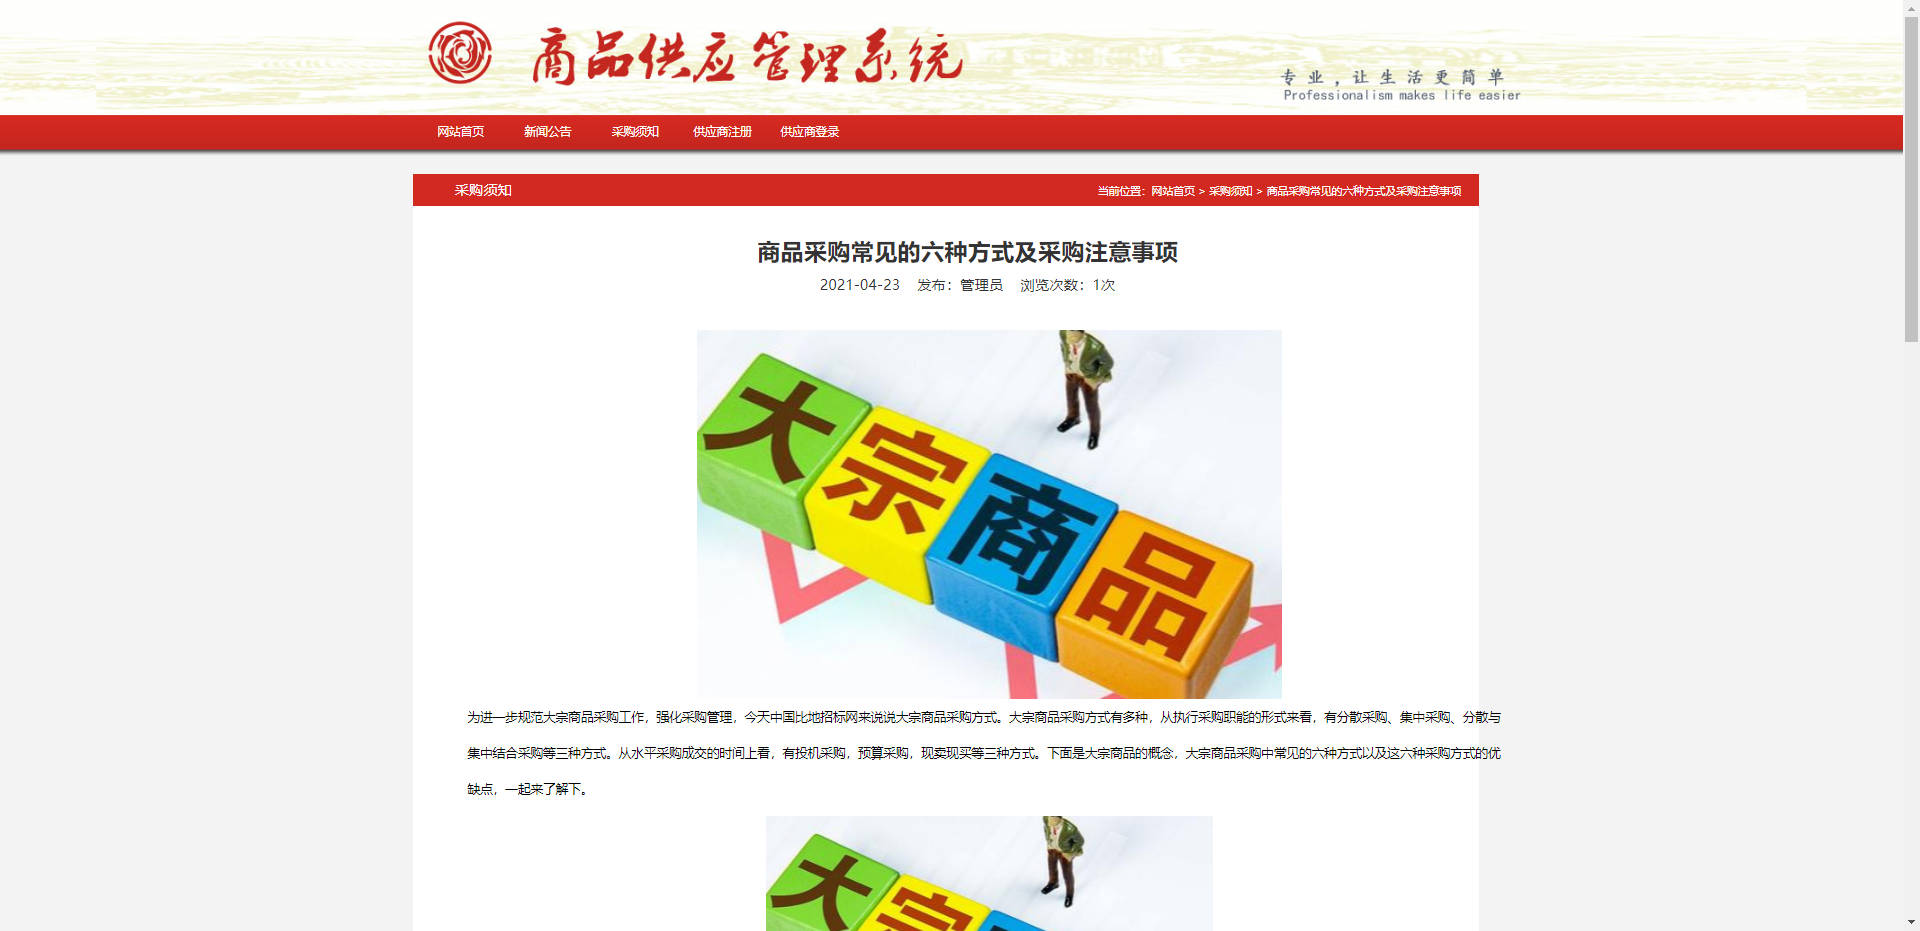 商品供应管理系统
专业，让生活更简单
Professionalism makes life easier
网站首页 新闻公告 采购须知 供应商注册 供应商登录
采购须知 当前位置：网站首页 > 采购须知 > 商品采购常见的六种方式及采购注意事项
商品采购常见的六种方式及采购注意事项
2021-04-23 发布：管理员 浏览次数：1次
大宗商品
为进一步规范大宗商品采购工作，强化采购管理，今天中国比地招标网来说说大宗商品采购方式。大宗商品采购方式有多种，从执行采购职能的形式来看，有分散采购、集中采购、分散与
集中结合采购等三种方式。从水平采购成交的时间上看，有投机采购，预算采购，现卖现买等三种方式。下面是大宗商品的概念，大宗商品采购中常见的六种方式以及这六种采购方式的优
缺点，一起来了解下。
大宗